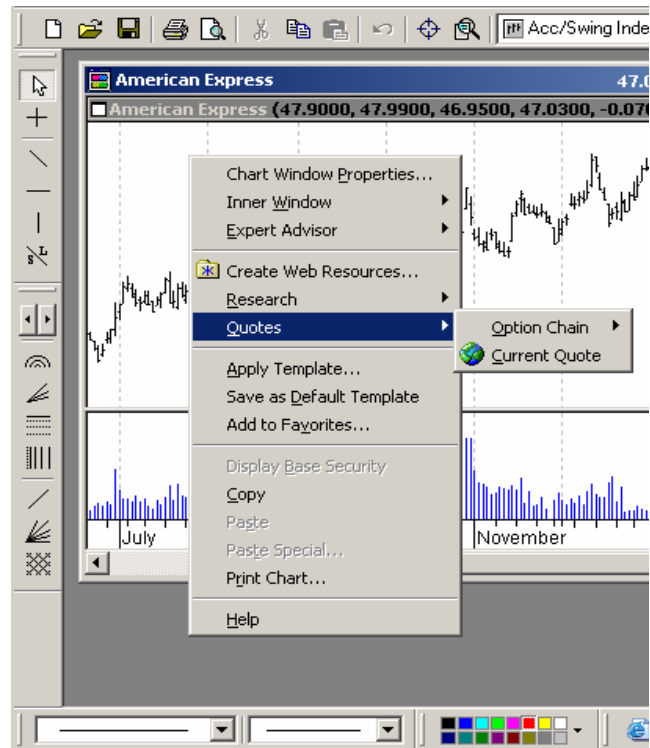 Acc/Swing Inde
American Express 47.0
American Express (47.9000, 47.9900, 46.9500, 47.0300, -0.070
Chart Window Properties...
Inner Window
Expert Advisor
Create Web Resources...
Research
Quotes
Option Chain
Current Quote
Apply Template...
Save as Default Template
Add to Favorites...
Display Base Security
Copy
Paste
Paste Special...
Print Chart...
Help
July
November